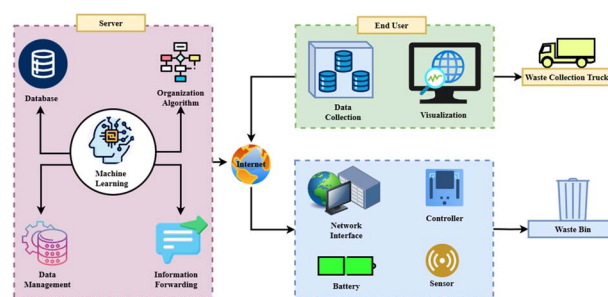 Server
Database
Organization
Algorithm
Machine
Learning
Data
Management
Information
Forwarding
Internet
End User
Data
Collection
Visualization
Waste Collection Truck
Network
Interface
Controller
Battery
Sensor
Waste Bin